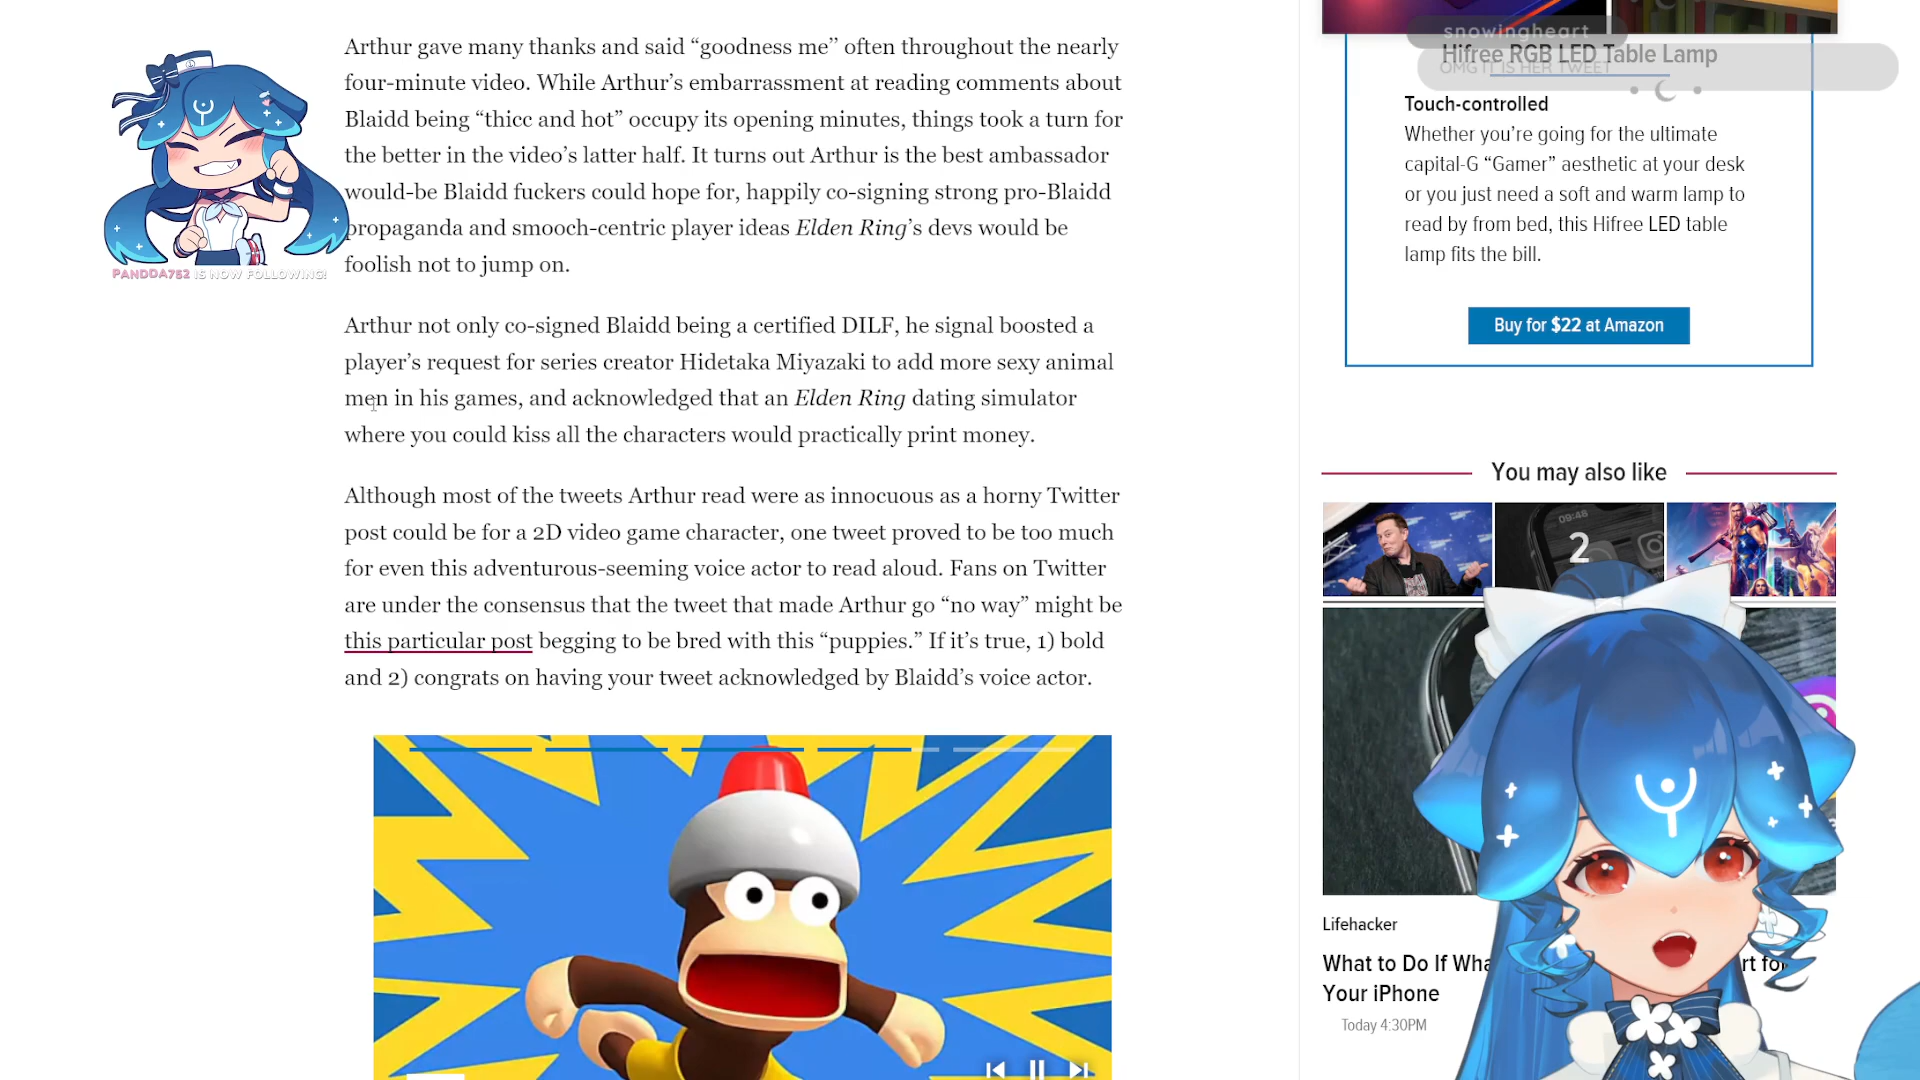 Arthur gave many thanks and said “goodness me” often throughout the nearly
four-minute video. While Arthur’s embarrassment at reading comments about
Blaidd being “thicc and hot” occupy its opening minutes, things took a turn for
the better in the video’s latter half. It turns out Arthur is the best ambassador
would-be Blaidd fuckers could hope for, happily co-signing strong pro-Blaidd
propaganda and smooch-centric player ideas Elden Ring’s devs would be
foolish not to jump on.
PANDDA752 IS NOW FOLLOWING!
Arthur not only co-signed Blaidd being a certified DILF, he signal boosted a
player’s request for series creator Hidetaka Miyazaki to add more sexy animal
men in his games, and acknowledged that an Elden Ring dating simulator
where you could kiss all the characters would practically print money.
Although most of the tweets Arthur read were as innocuous as a horny Twitter
post could be for a 2D video game character, one tweet proved to be too much
for even this adventurous-seeming voice actor to read aloud. Fans on Twitter
are under the consensus that the tweet that made Arthur go “no way” might be
this particular post begging to be bred with this “puppies.” If it’s true, 1) bold
and 2) congrats on having your tweet acknowledged by Blaidd’s voice actor.
snowingheart
OMG IT IS HER TWEET
Hifree RGB LED Table Lamp
Touch-controlled
Whether you’re going for the ultimate
capital-G “Gamer” aesthetic at your desk
or you just need a soft and warm lamp to
read by from bed, this Hifree LED table
lamp fits the bill.
Buy for $22 at Amazon
You may also like
09:46
2
Lifehacker
What to Do If
Your iPhone
Today 4:30PM